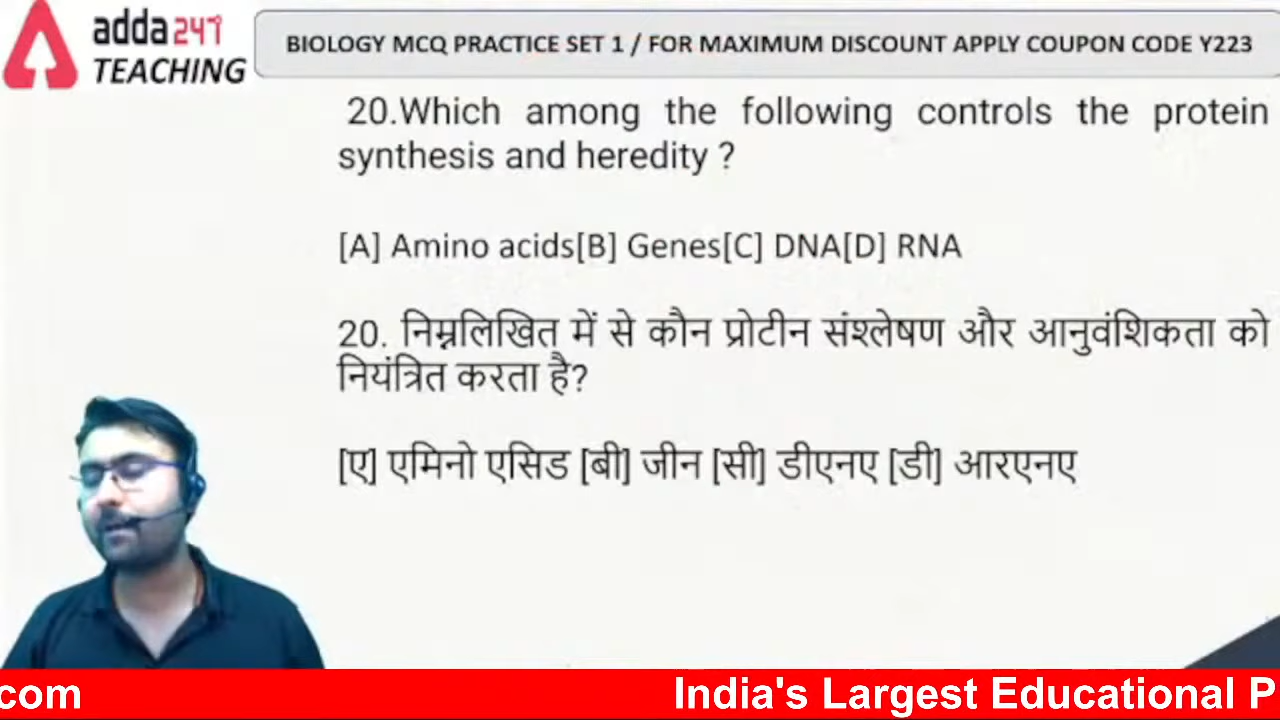 adda247
TEACHING
BIOLOGY MCQ PRACTICE SET 1 / FOR MAXIMUM DISCOUNT APPLY COUPON CODE Y223
20.Which among the following controls the protein
synthesis and heredity ?
[A] Amino acids[B] Genes[C] DNA[D] RNA
20. निम्नलिखित में से कौन प्रोटीन संश्लेषण और आनुवंशिकता को
नियंत्रित करता है?
[ए] एमिनो एसिड [बी] जीन [सी] डीएनए [डी] आरएनए
com India's Largest Educational P